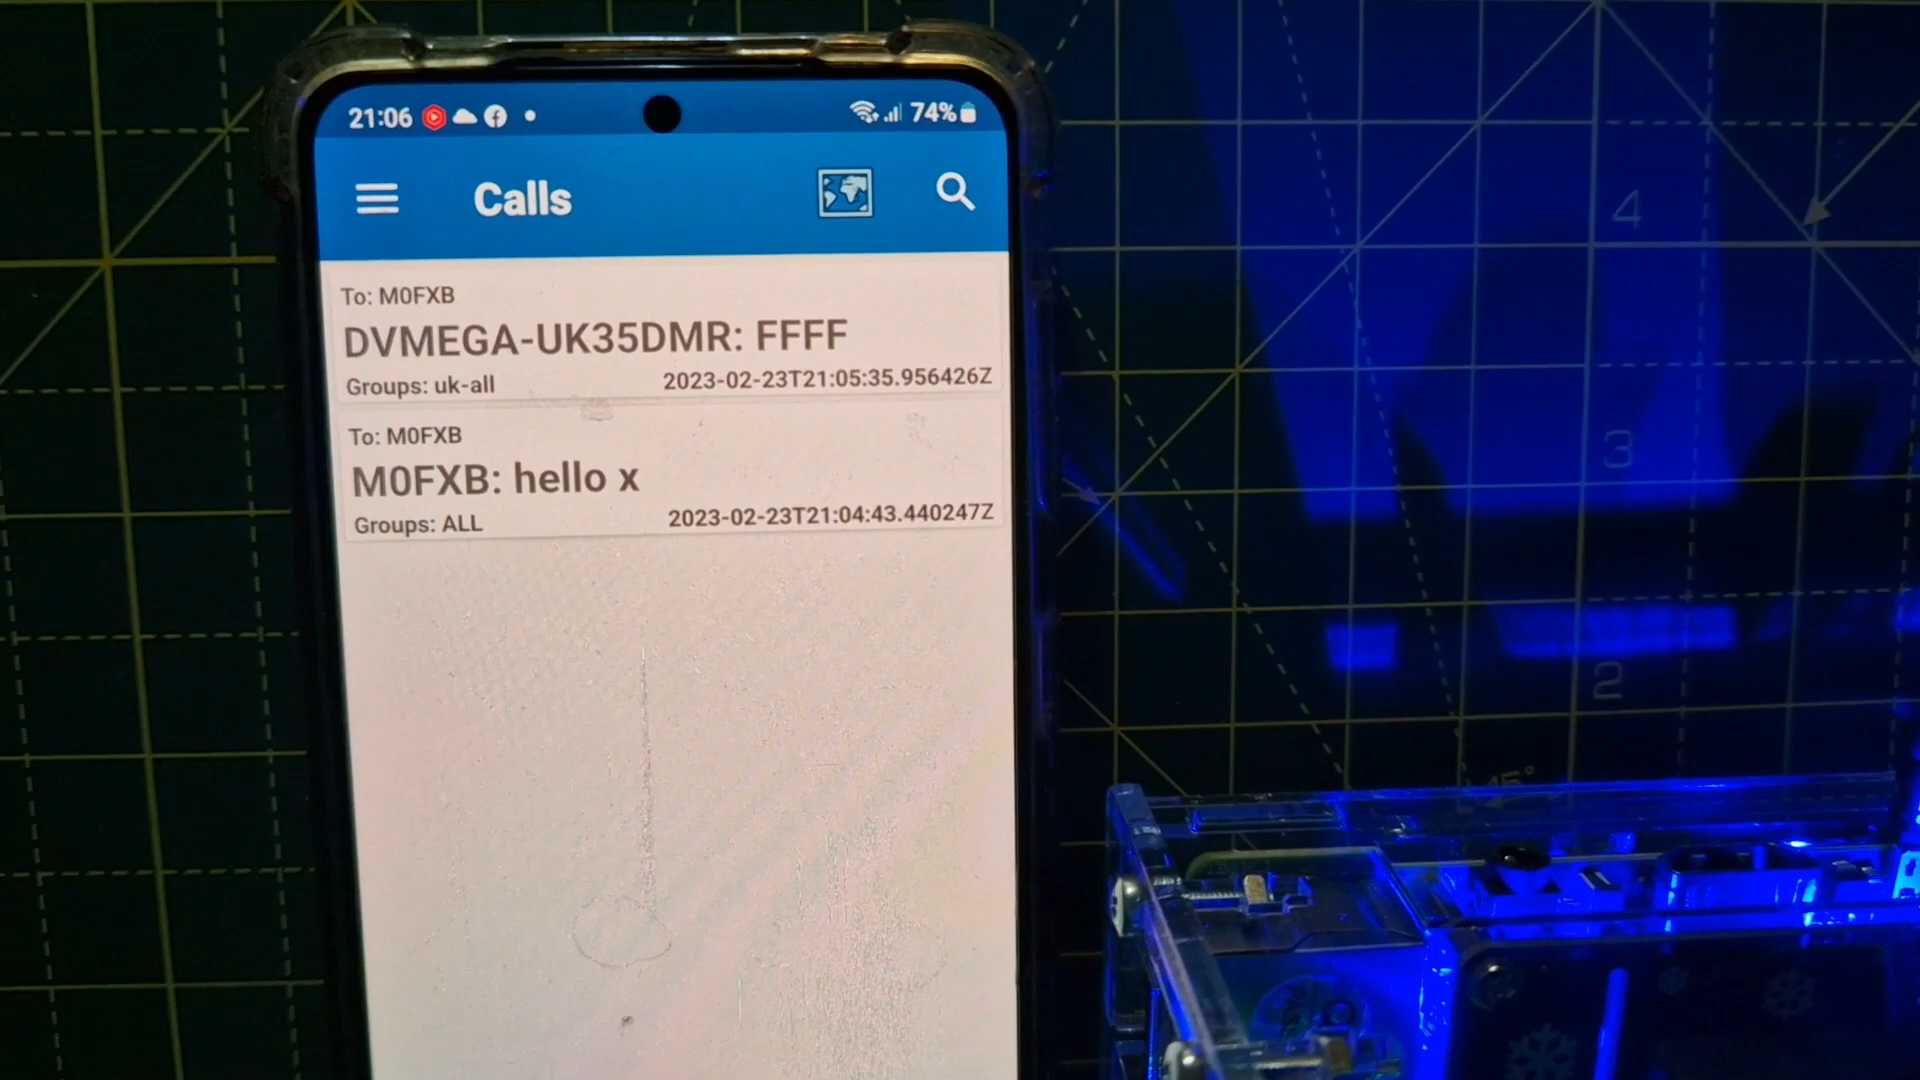 21:06
74%
Calls
To: M0FXB
DVMEGA-UK35DMR: FFFF
Groups: uk-all
2023-02-23T21:05:35.956426Z
To: M0FXB
M0FXB: hello x
Groups: ALL
2023-02-23T21:04:43.440247Z
4
3
2